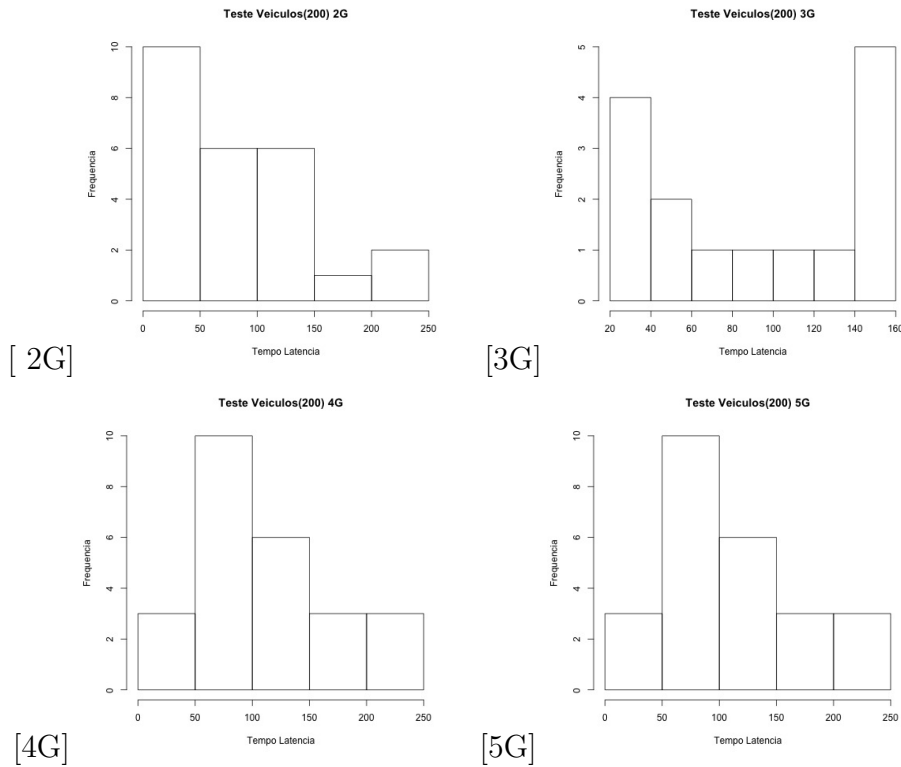 Teste Veiculos(200) 2G
Frequencia
0 2 4 6 8 10
0 50 100 150 200 250
Tempo Latencia
[ 2G]
Teste Veiculos(200) 3G
Frequencia
0 1 2 3 4 5
20 40 60 80 100 120 140 160
Tempo Latencia
[3G]
Teste Veiculos(200) 4G
Frequencia
0 2 4 6 8 10
0 50 100 150 200 250
Tempo Latencia
[4G]
Teste Veiculos(200) 5G
Frequencia
0 2 4 6 8 10
0 50 100 150 200 250
Tempo Latencia
[5G]